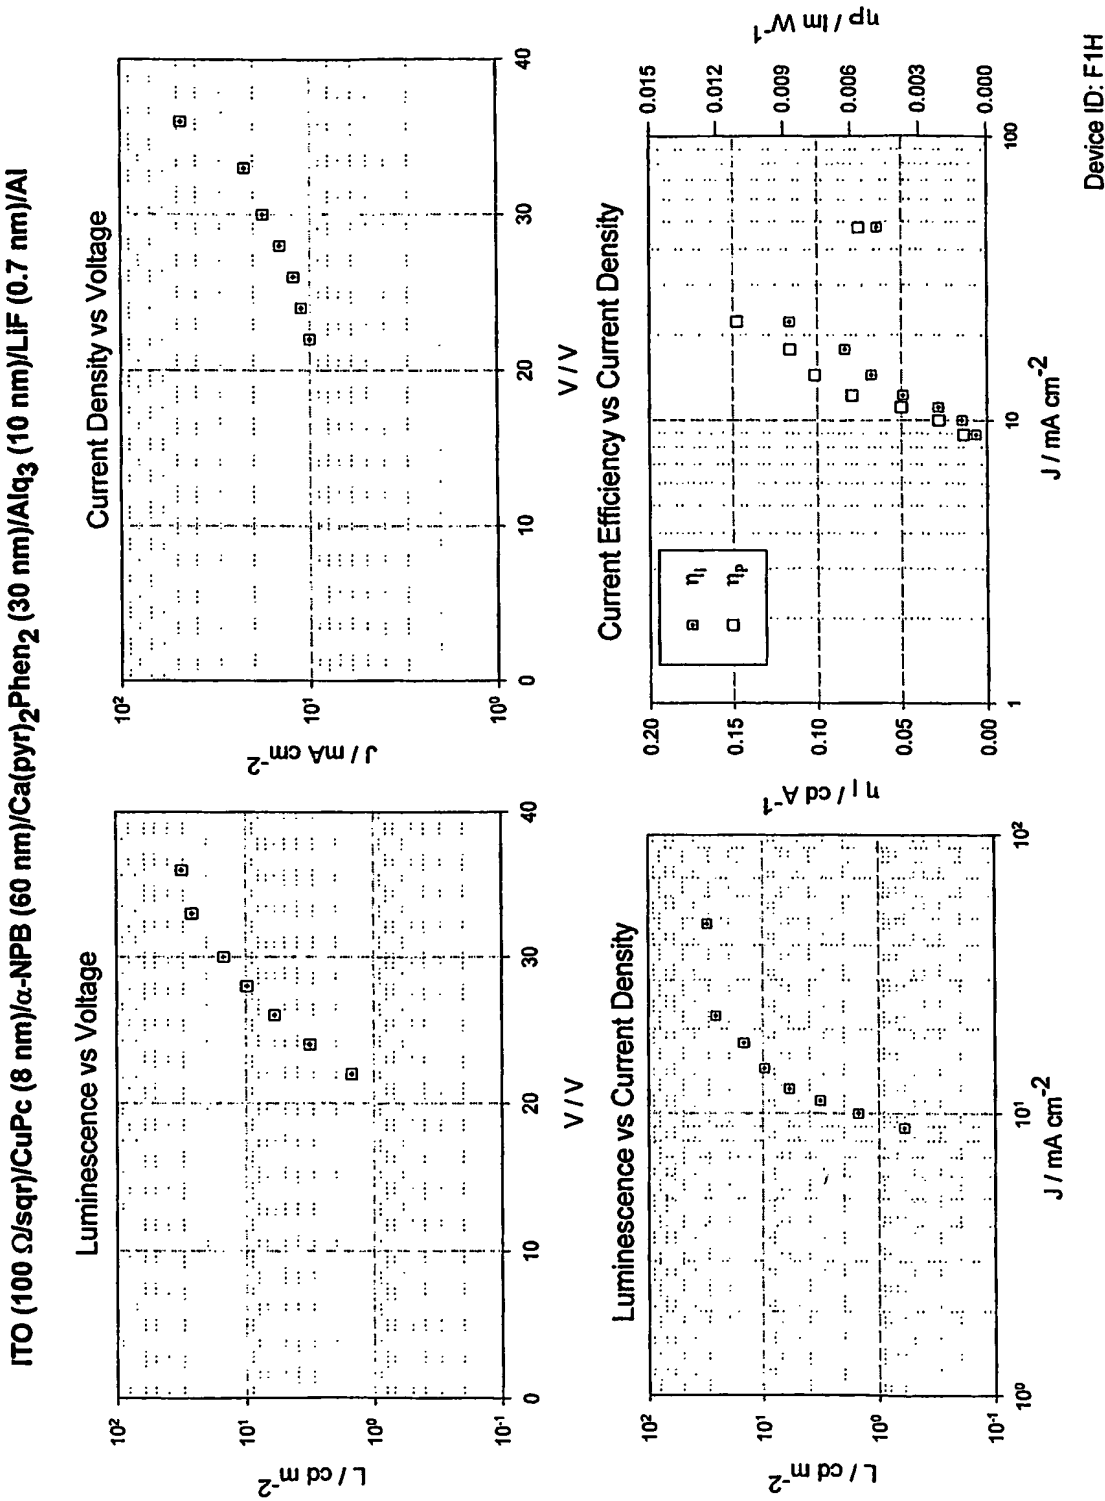 ITO (100 Ω/sqr)/CuPc (8 nm)/α-NPB (60 nm)/Ca(pyr)2Phen2 (30 nm)/Alq3 (10 nm)/LiF (0.7 nm)/Al
Luminescence vs Voltage
L / cd m-2
10²
10¹
10⁰
10-1
0
10
20
30
40
V / V
Current Density vs Voltage
J / mA cm-2
10²
10¹
10⁰
0
10
20
30
40
V / V
Luminescence vs Current Density
L / cd m-2
10²
10¹
10⁰
10-1
10⁰
10¹
10²
J / mA cm-2
Current Efficiency vs Current Density
ηI / cd A-1
0.20
0.15
0.10
0.05
0.00
ηI
ηP
1
10
100
J / mA cm-2
0.015
0.012
0.009
0.006
0.003
0.000
ηp / lm W-1
Device ID: F1H